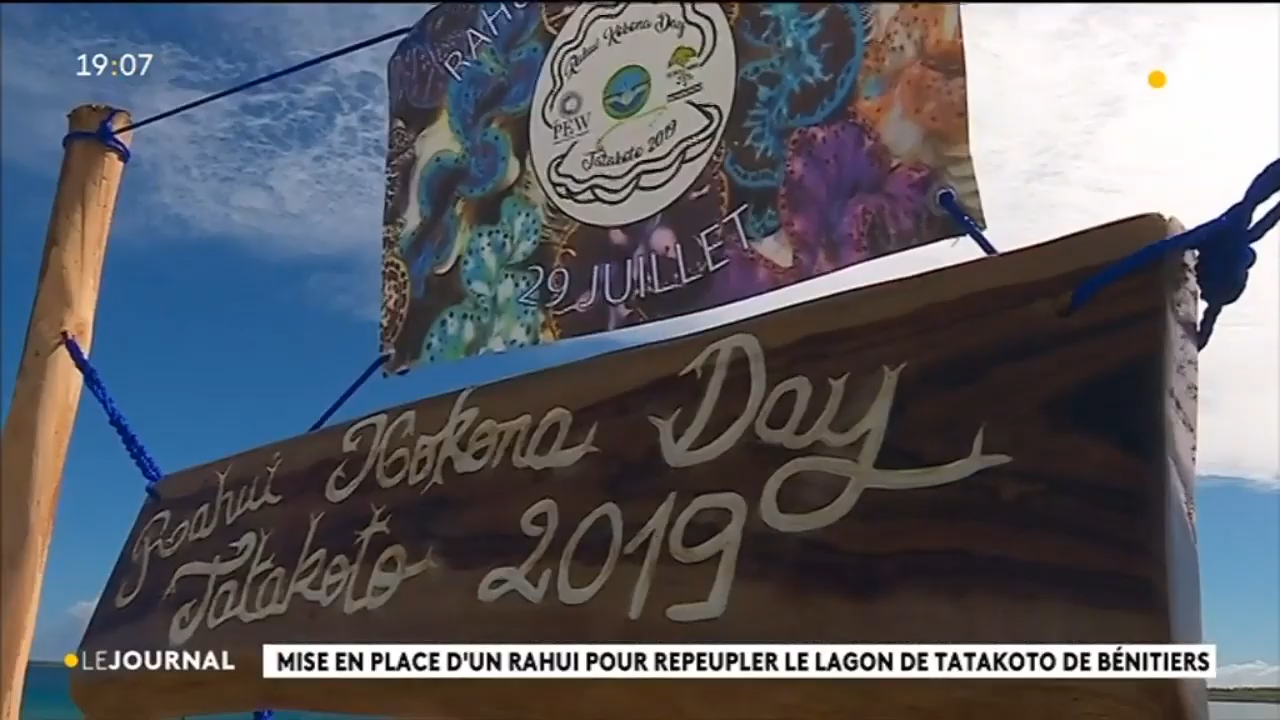 19:07
RAHU
Rahui Kokona Day
PEW
Tatakoto 2019
29 JUILLET
Rahui Kokona Day
Tatakoto 2019
LEJOURNAL
MISE EN PLACE D'UN RAHUI POUR REPEUPLER LE LAGON DE TATAKOTO DE BÉNITIERS